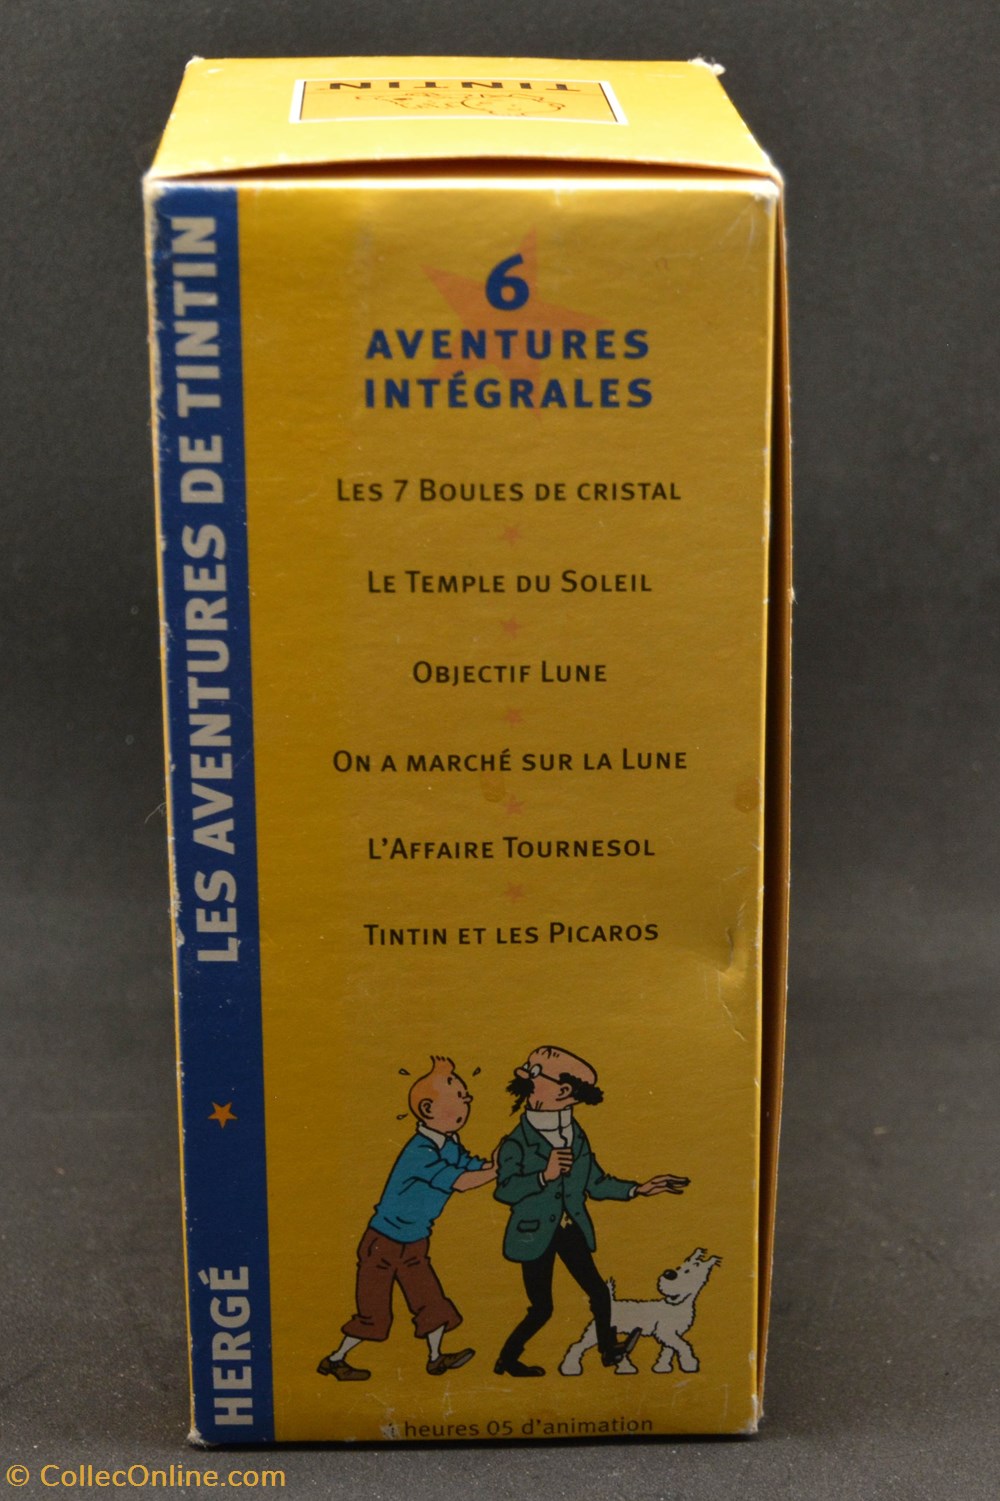 TINTIN
LES AVENTURES DE TINTIN
HERGÉ
6
AVENTURES
INTÉGRALES
LES 7 BOULES DE CRISTAL
LE TEMPLE DU SOLEIL
OBJECTIF LUNE
ON A MARCHÉ SUR LA LUNE
L'AFFAIRE TOURNESOL
TINTIN ET LES PICAROS
heures 05 d'animation
© CollecOnline.com